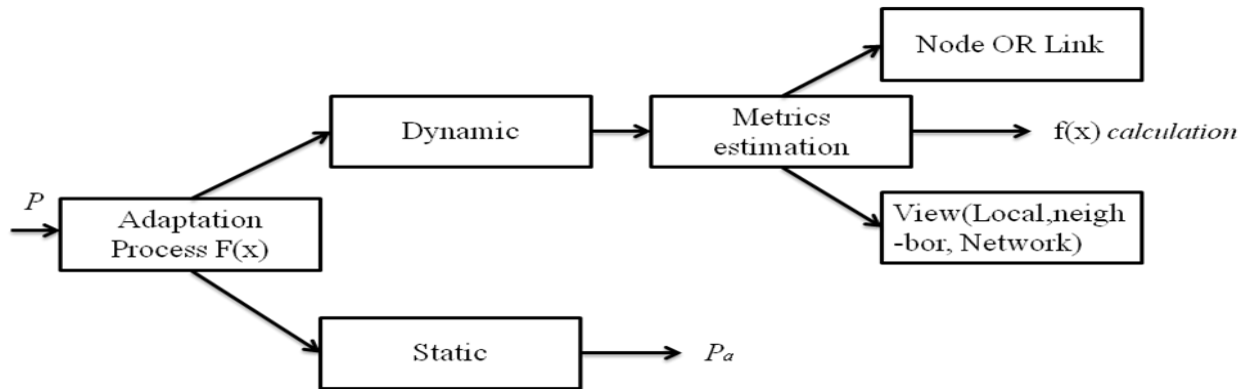 Node OR Link
Dynamic
Metrics
estimation
f(x) calculation
P
Adaptation
Process F(x)
View(Local,neigh
-bor, Network)
Static
Pa